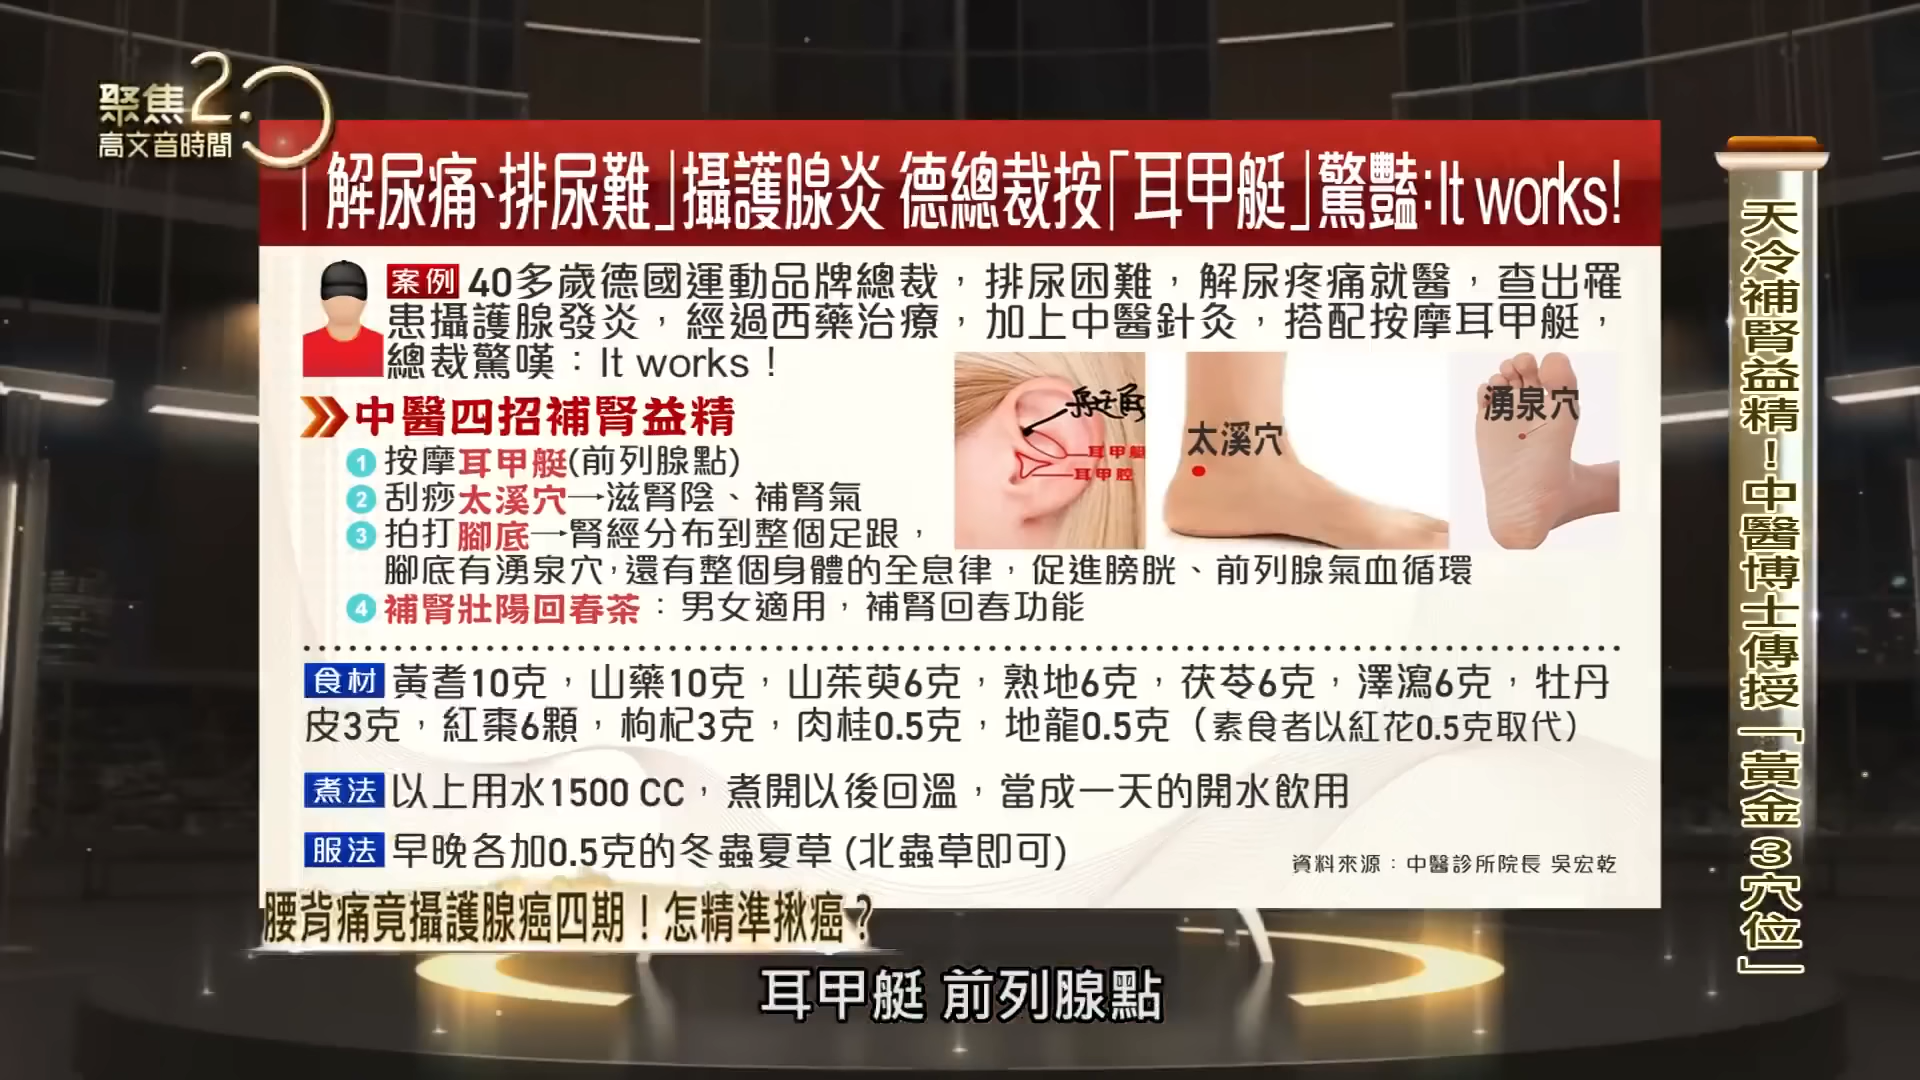 聚焦2.0
高文音時間
「解尿痛、排尿難」攝護腺炎 德總裁按「耳甲艇」驚豔:It works!
案例 40多歲德國運動品牌總裁，排尿困難，解尿疼痛就醫，查出罹
患攝護腺發炎，經過西藥治療，加上中醫針灸，搭配按摩耳甲艇，
總裁驚嘆：It works！
中醫四招補腎益精
1 按摩耳甲艇(前列腺點)
2 刮痧太溪穴→滋腎陰、補腎氣
3 拍打腳底→腎經分布到整個足跟，
腳底有湧泉穴，還有整個身體的全息律，促進膀胱、前列腺氣血循環
4 補腎壯陽回春茶：男女適用，補腎回春功能
耳甲艇
耳甲腔
太溪穴
湧泉穴
食材 黃耆10克，山藥10克，山茱萸6克，熟地6克，茯苓6克，澤瀉6克，牡丹
皮3克，紅棗6顆，枸杞3克，肉桂0.5克，地龍0.5克（素食者以紅花0.5克取代）
煮法 以上用水1500 CC，煮開以後回溫，當成一天的開水飲用
服法 早晚各加0.5克的冬蟲夏草 (北蟲草即可)
資料來源：中醫診所院長 吳宏乾
腰背痛竟攝護腺癌四期！怎精準揪癌？
天冷補腎益精！中醫博士傳授「黃金3穴位」
耳甲艇 前列腺點